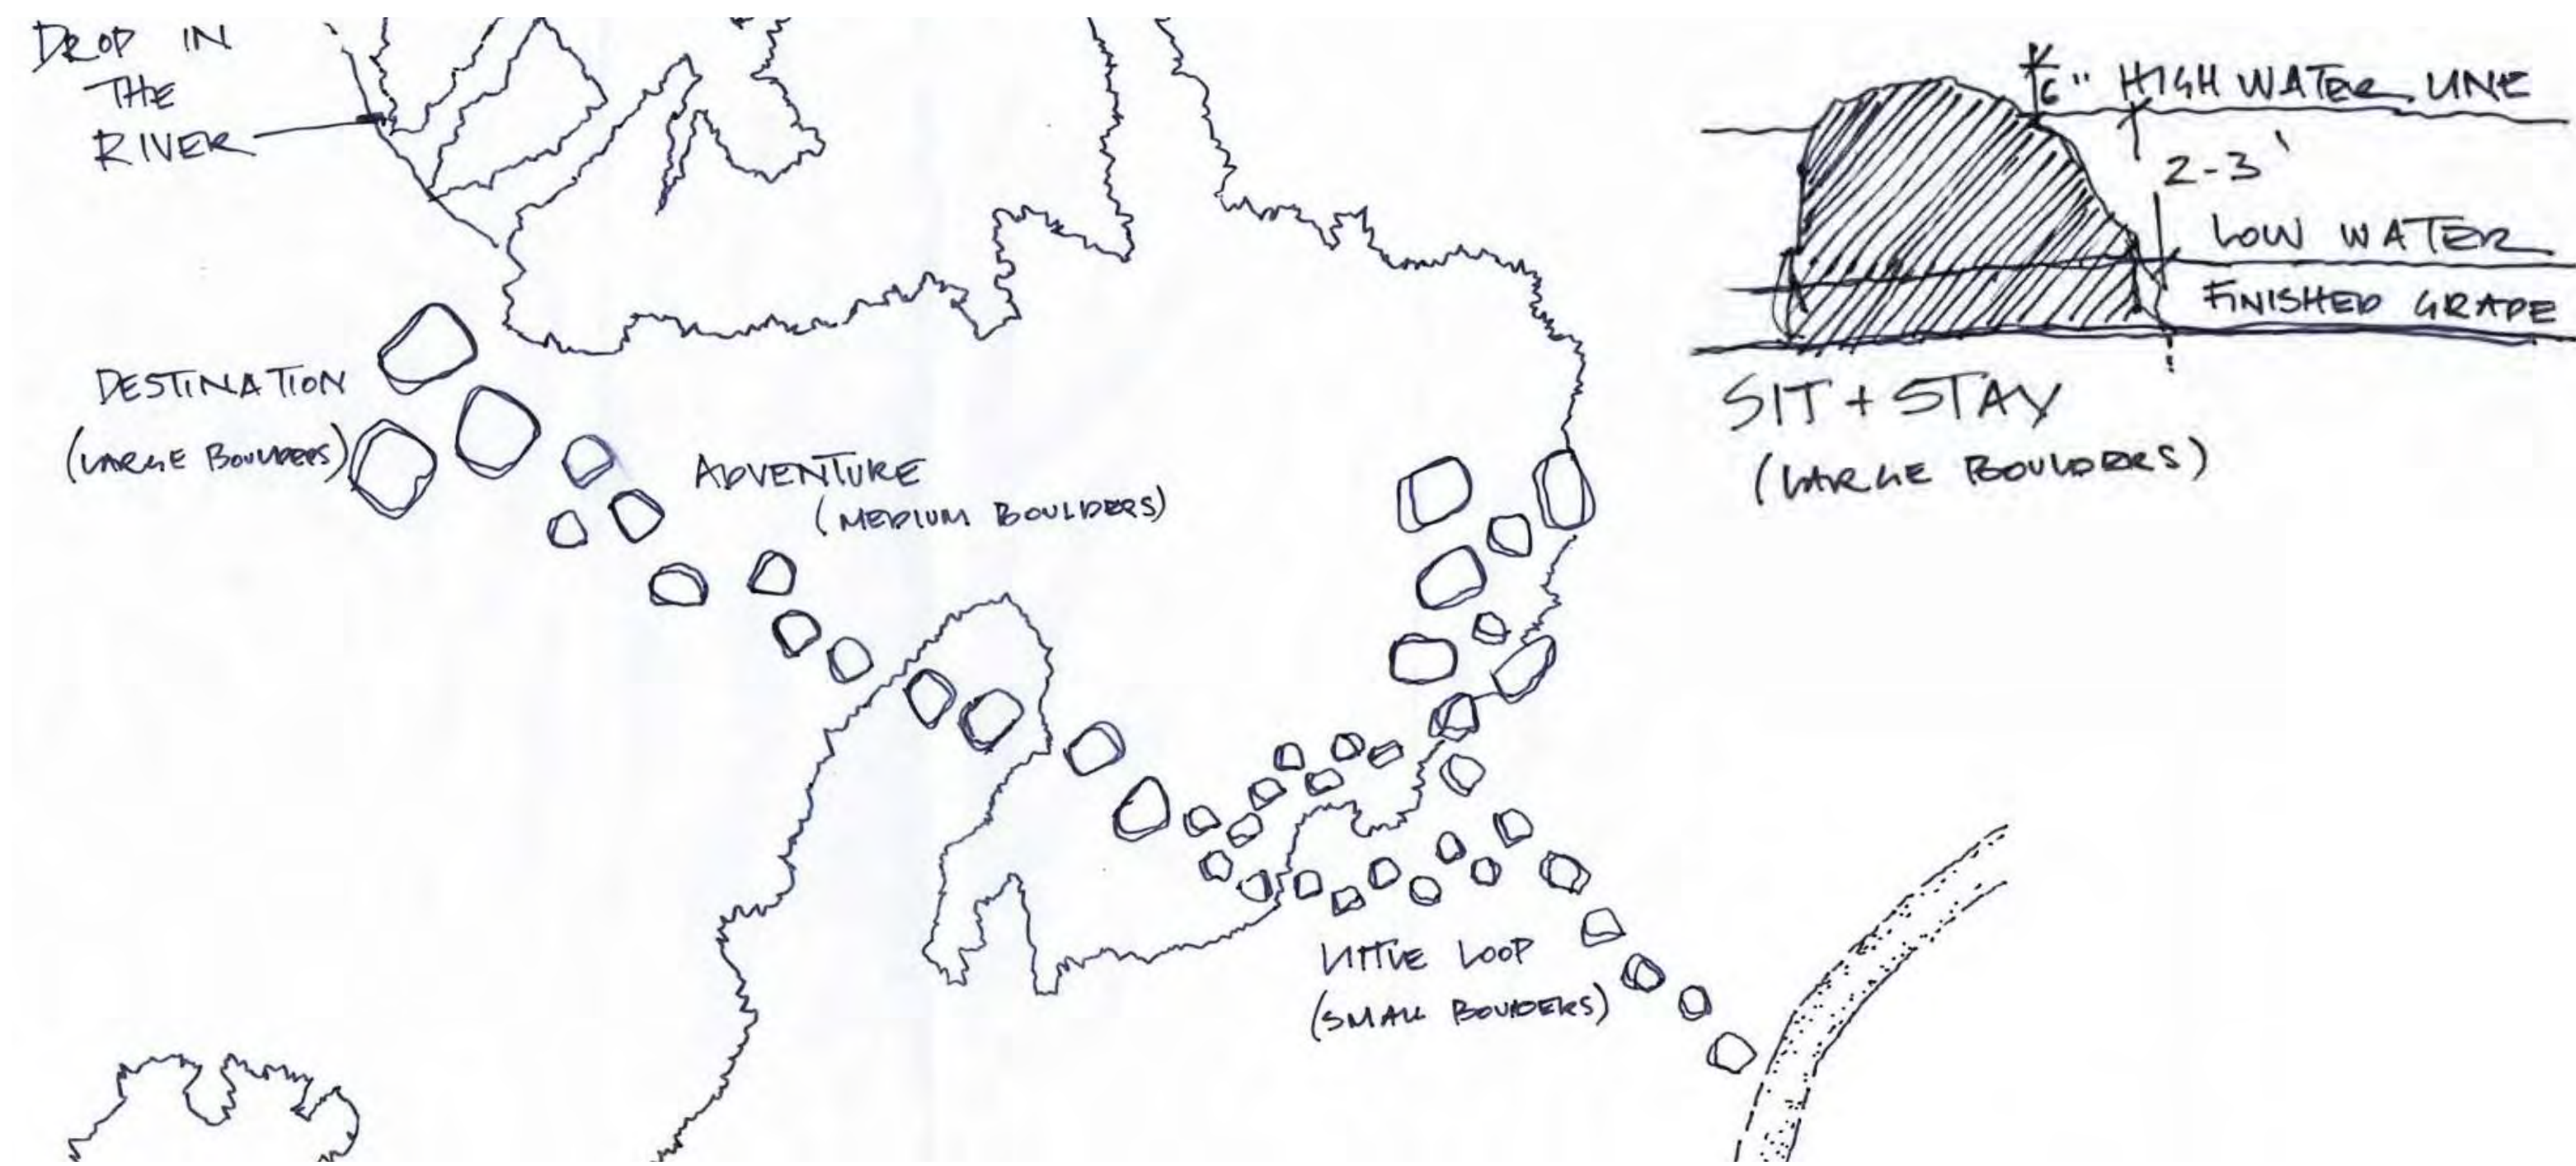 DROP IN
THE
RIVER
DESTINATION
(LARGE BOULDERS)
ADVENTURE
(MEDIUM BOULDERS)
LITTLE LOOP
(SMALL BOULDERS)
6" HIGH WATER LINE
2-3'
LOW WATER
FINISHED GRADE
SIT + STAY
(LARGE BOULDERS)